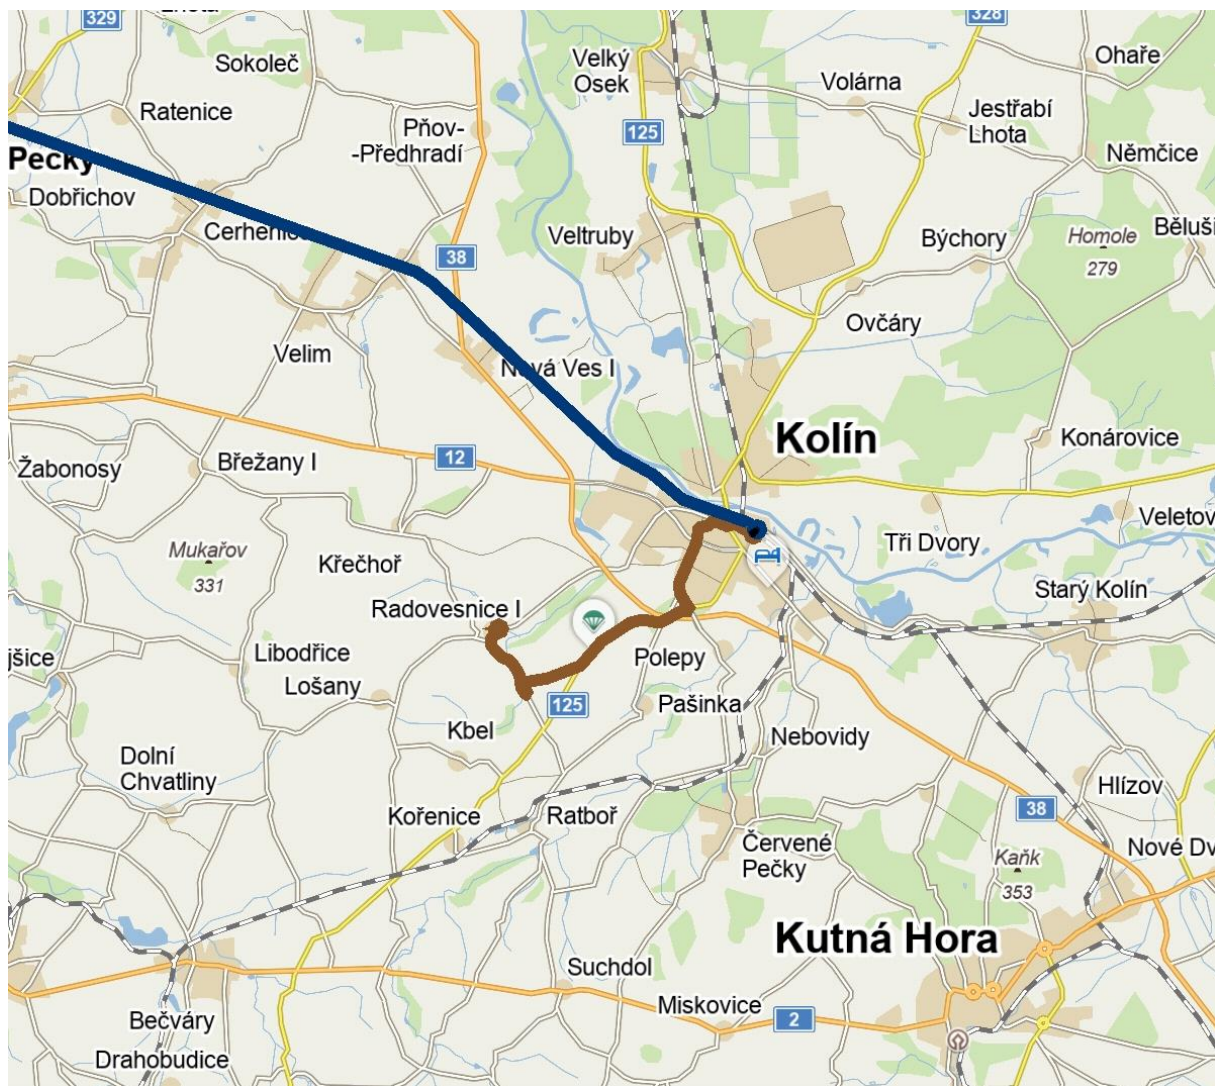 329
Lhota
328
Sokoleč
Velký
Osek
Ohaře
Volárna
Ratenice
Jestřabí
Lhota
Pňov-
-Předhradí
125
Němčice
Pečky
Dobřichov
Cerhenice
Veltruby
Býchory
Homole
279
Běluši
38
Ovčáry
Velim
Nová Ves I
Kolín
Konárovice
Žabonosy
Břežany I
12
Veletov
Tři Dvory
Mukařov
331
Křečhoř
Starý Kolín
Radovesnice I
jšice
Libodřice
Polepy
Lošany
125
Pašinka
Kbel
Nebovidy
Dolní
Chvatliny
Hlízov
Kořenice
Ratboř
38
Červené
Pečky
Kaňk
353
Nové Dv
Kutná Hora
Suchdol
Miskovice
2
Bečváry
Drahobudice